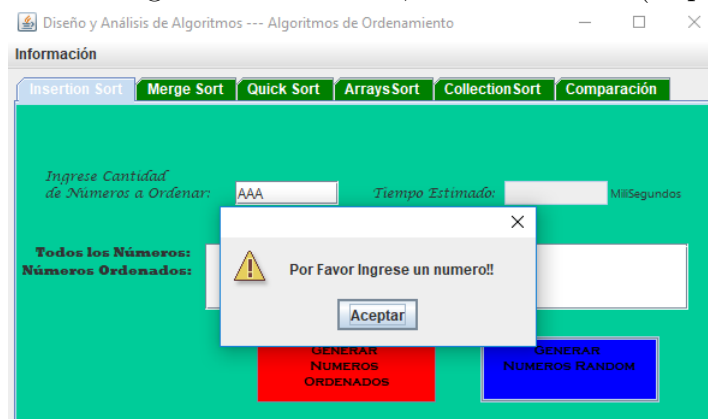 Diseño y Análisis de Algoritmos --- Algoritmos de Ordenamiento
Información
Insertion Sort Merge Sort Quick Sort ArraysSort CollectionSort Comparación
Ingrese Cantidad
de Números a Ordenar: AAA Tiempo Estimado: MiliSegundos
Todos los Números:
Números Ordenados:
Por Favor Ingrese un numero!!
Aceptar
GENERAR
NUMEROS
ORDENADOS
GENERAR
NUMEROS RANDOM